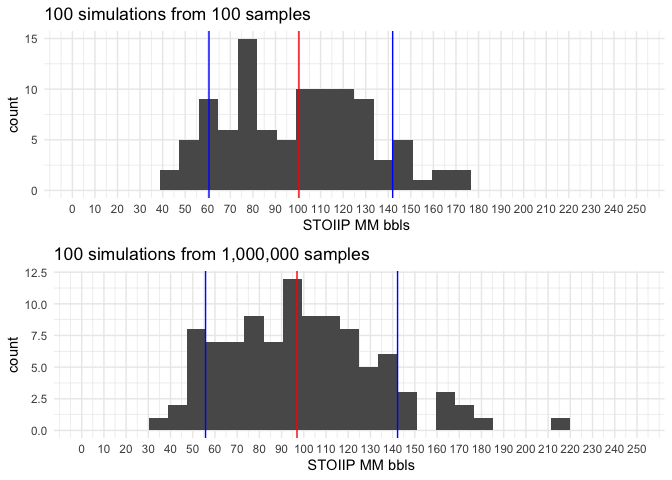 100 simulations from 100 samples
15
10
5
0
count
0 10 20 30 40 50 60 70 80 90 100 110 120 130 140 150 160 170 180 190 200 210 220 230 240 250
STOIIP MM bbls
100 simulations from 1,000,000 samples
12.5
10.0
7.5
5.0
2.5
0.0
count
0 10 20 30 40 50 60 70 80 90 100 110 120 130 140 150 160 170 180 190 200 210 220 230 240 250
STOIIP MM bbls